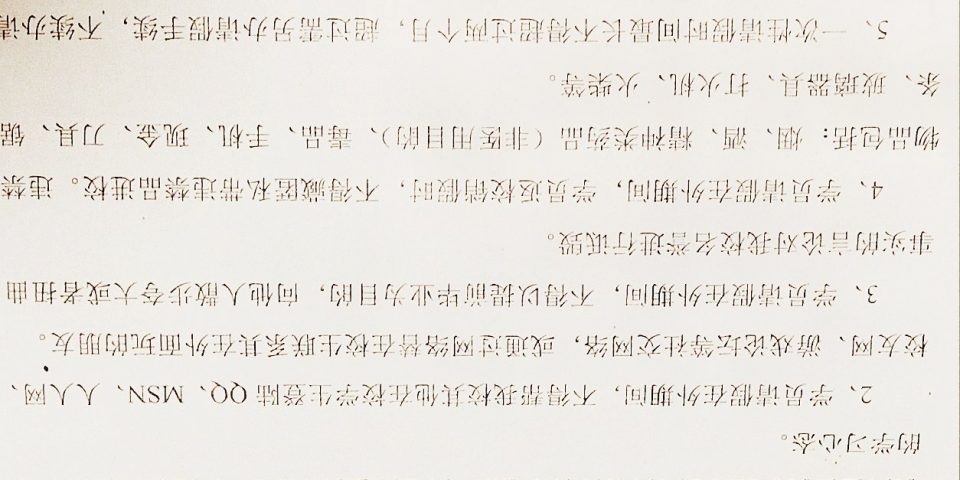 的学习心态。
2、学员请假在外期间，不得帮我校其他在校学生登陆 QQ、MSN、人人网、
校友网、游戏论坛等社交网络，或通过网络替在校生联系其在外面玩的朋友。
3、学员请假在外期间，不得以提前毕业为目的，向他人散步夸大或者扭曲
事实的言论对我校名誉进行诋毁。
4、学员请假在外期间，学员返校销假时，不得藏匿私带违禁品进校。违禁
物品包括：烟、酒、精神类药品（非医用目的）、毒品、手机、现金、刀具、锯
条、玻璃器具、打火机、火柴等。
5、一次性请假时间最长不得超过两个月，超过需另办请假手续，不续办请